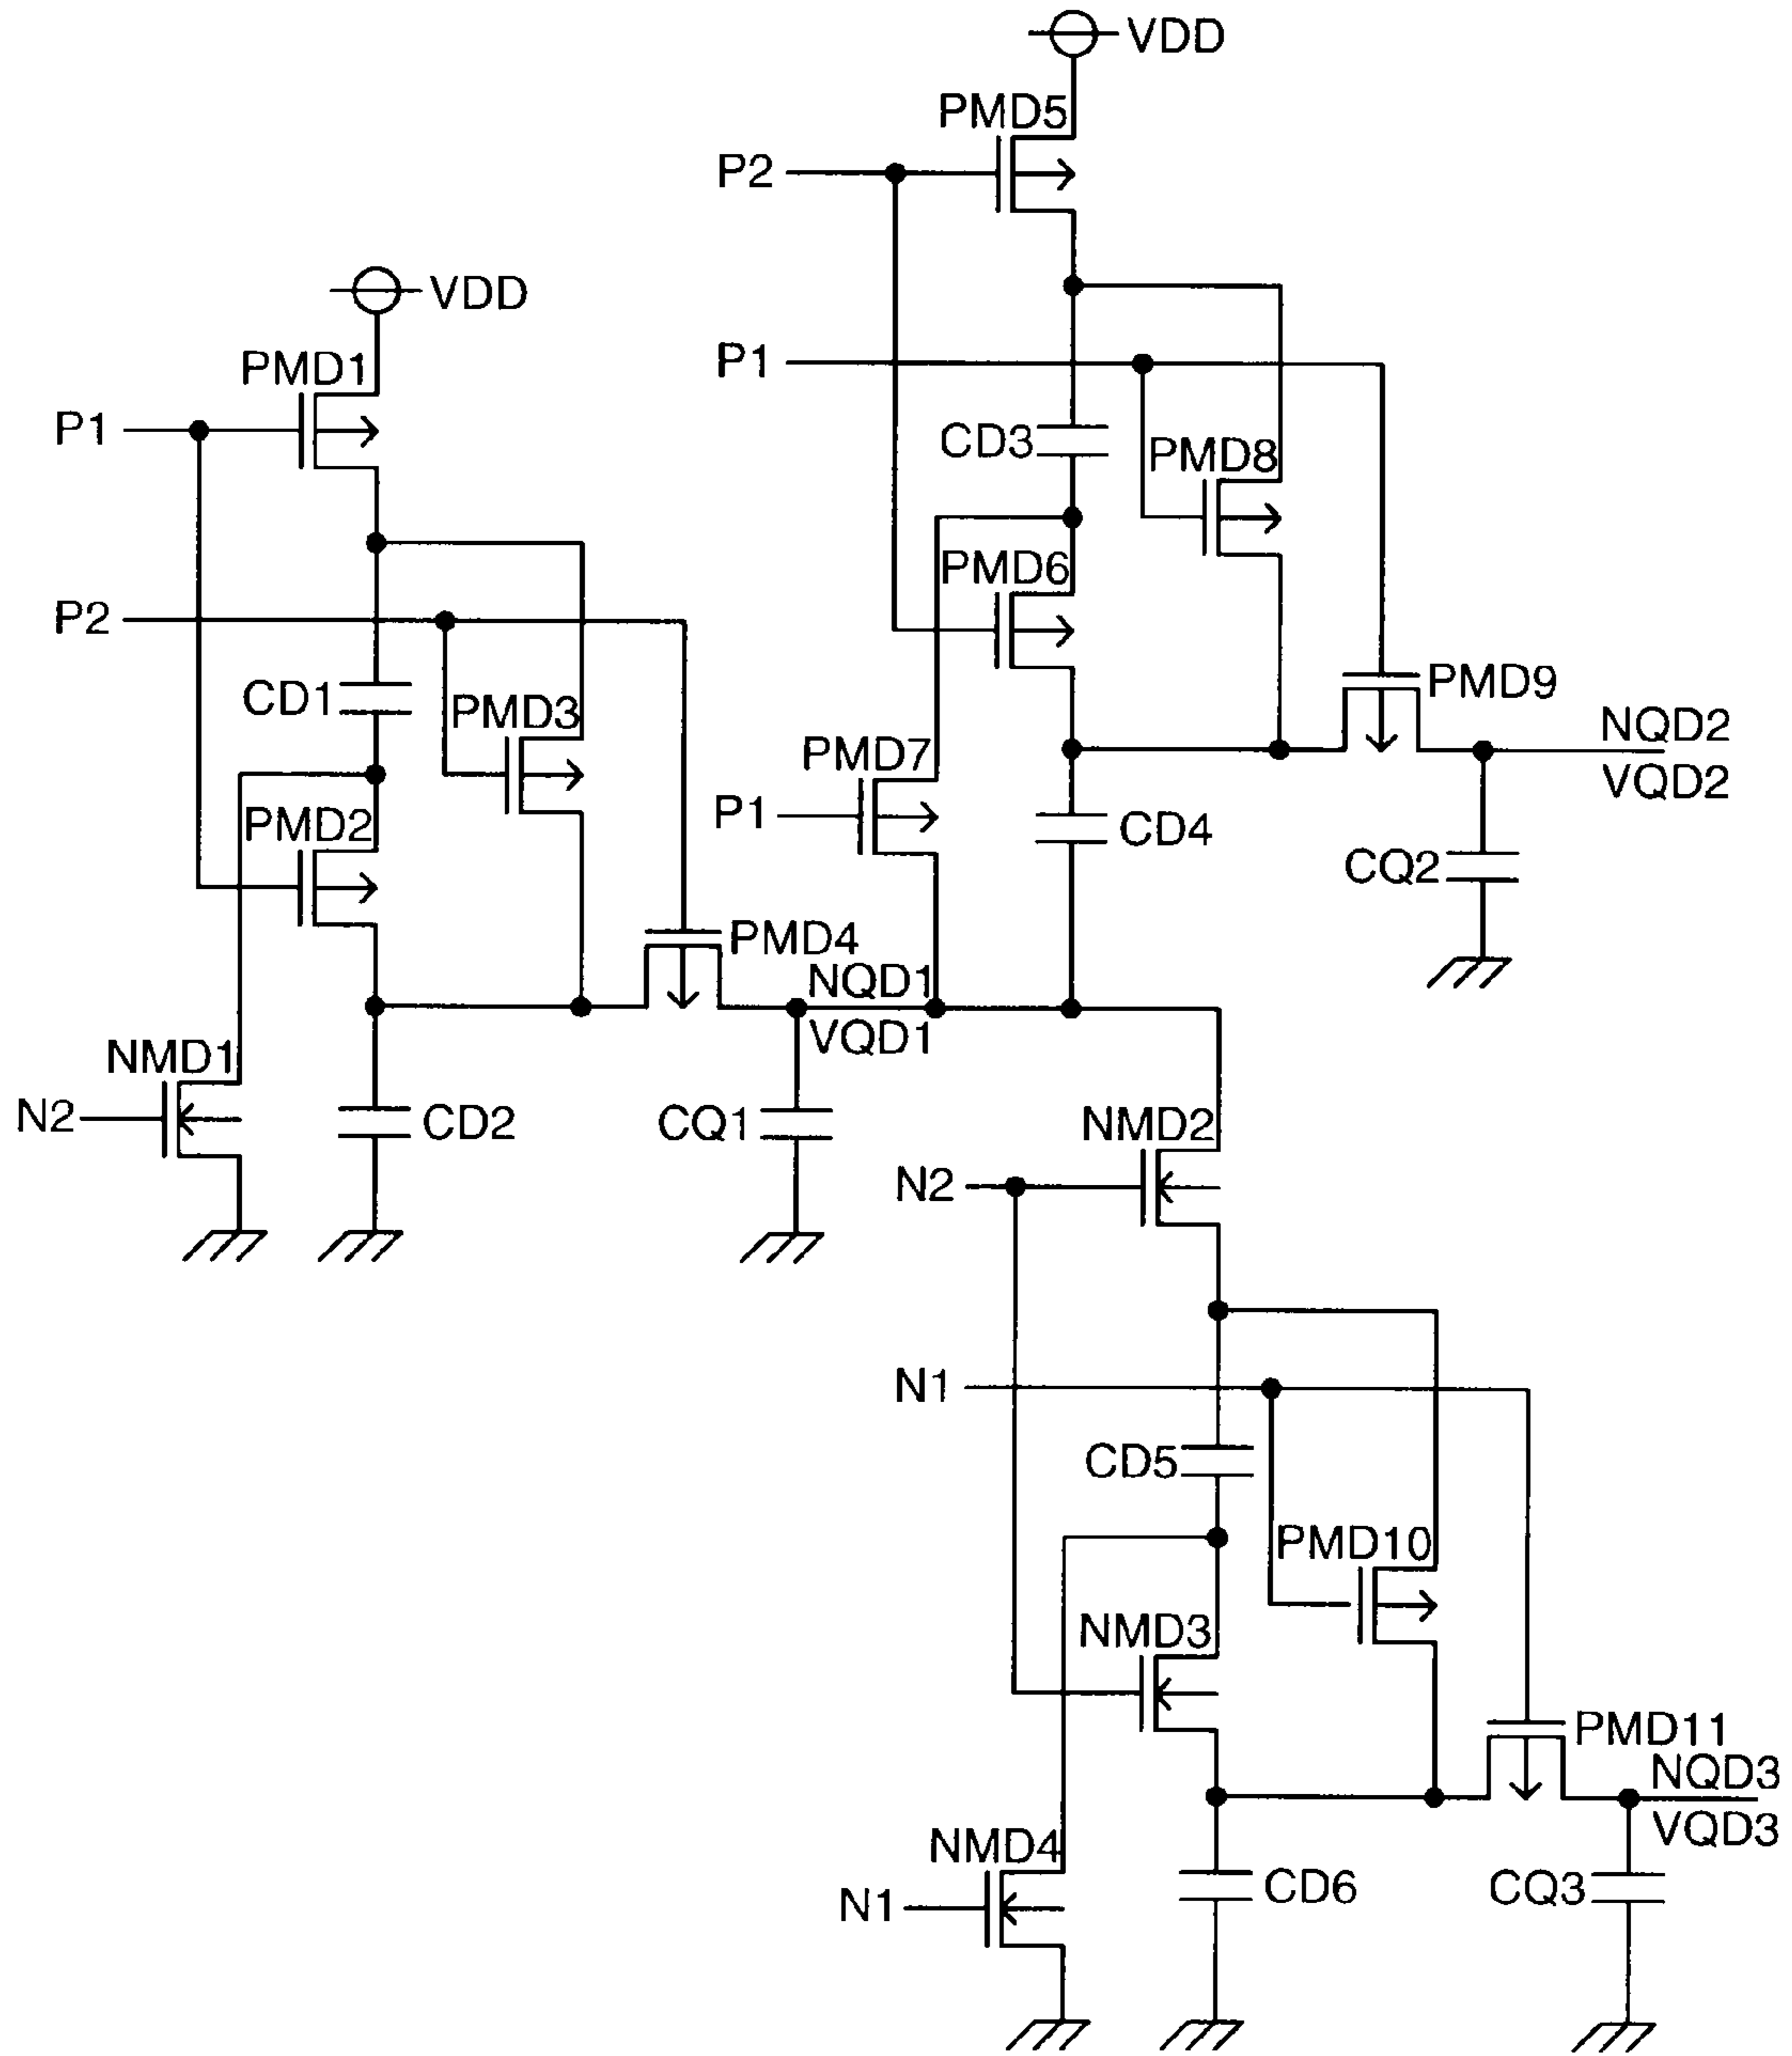 VDD
PMD5
P2
VDD
PMD1
P1
P1
CD3
PMD8
PMD6
P2
CD1
PMD3
PMD9
NQD2
VQD2
PMD7
P1
CD4
PMD2
CQ2
PMD4
NQD1
VQD1
NMD1
N2
CD2
CQ1
NMD2
N2
N1
CD5
PMD10
NMD3
PMD11
NQD3
VQD3
NMD4
N1
CD6
CQ3